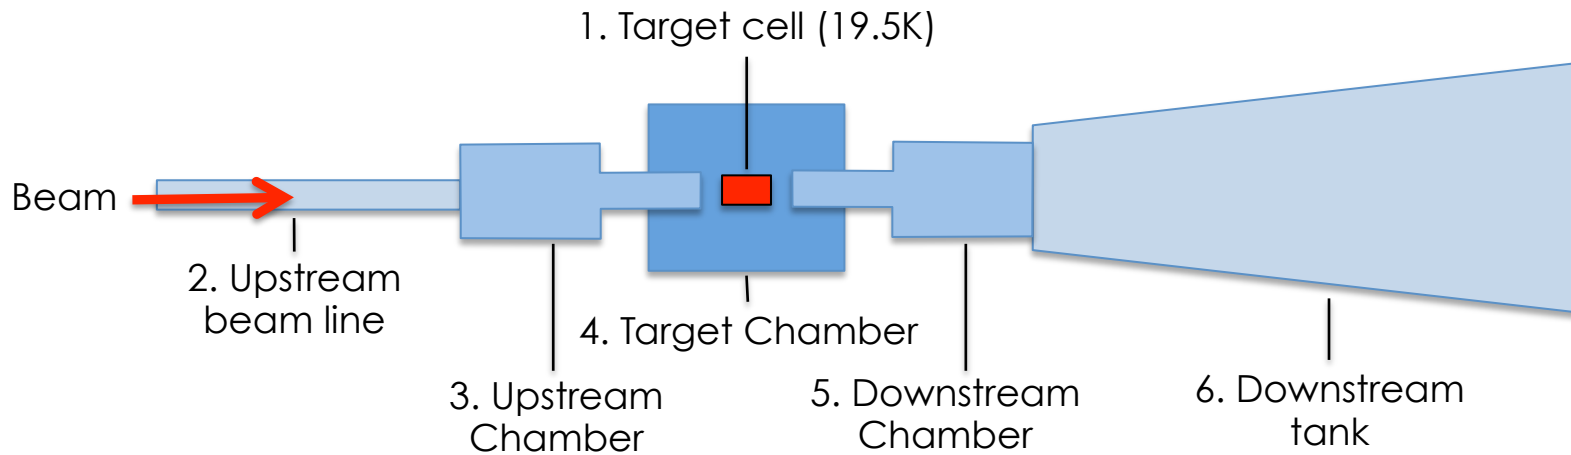 1. Target cell (19.5K)
Beam
2. Upstream
beam line
4. Target Chamber
3. Upstream
Chamber
5. Downstream
Chamber
6. Downstream
tank